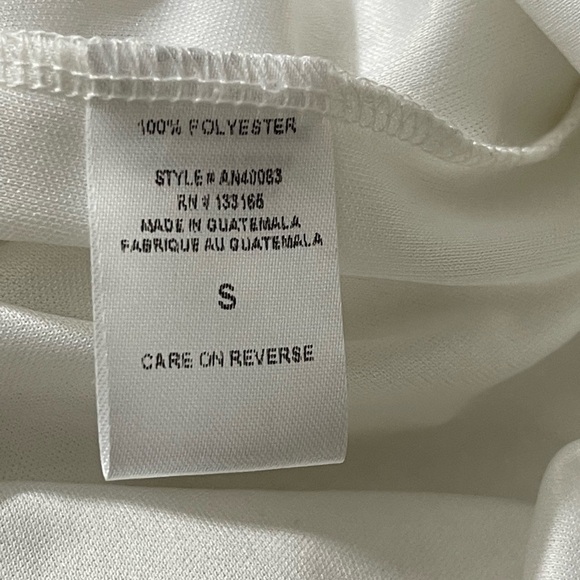 100% POLYESTER
STYLE# AN40083
RN # 133165
MADE IN GUATEMALA
FABRIQUE AU GUATEMALA
S
CARE ON REVERSE